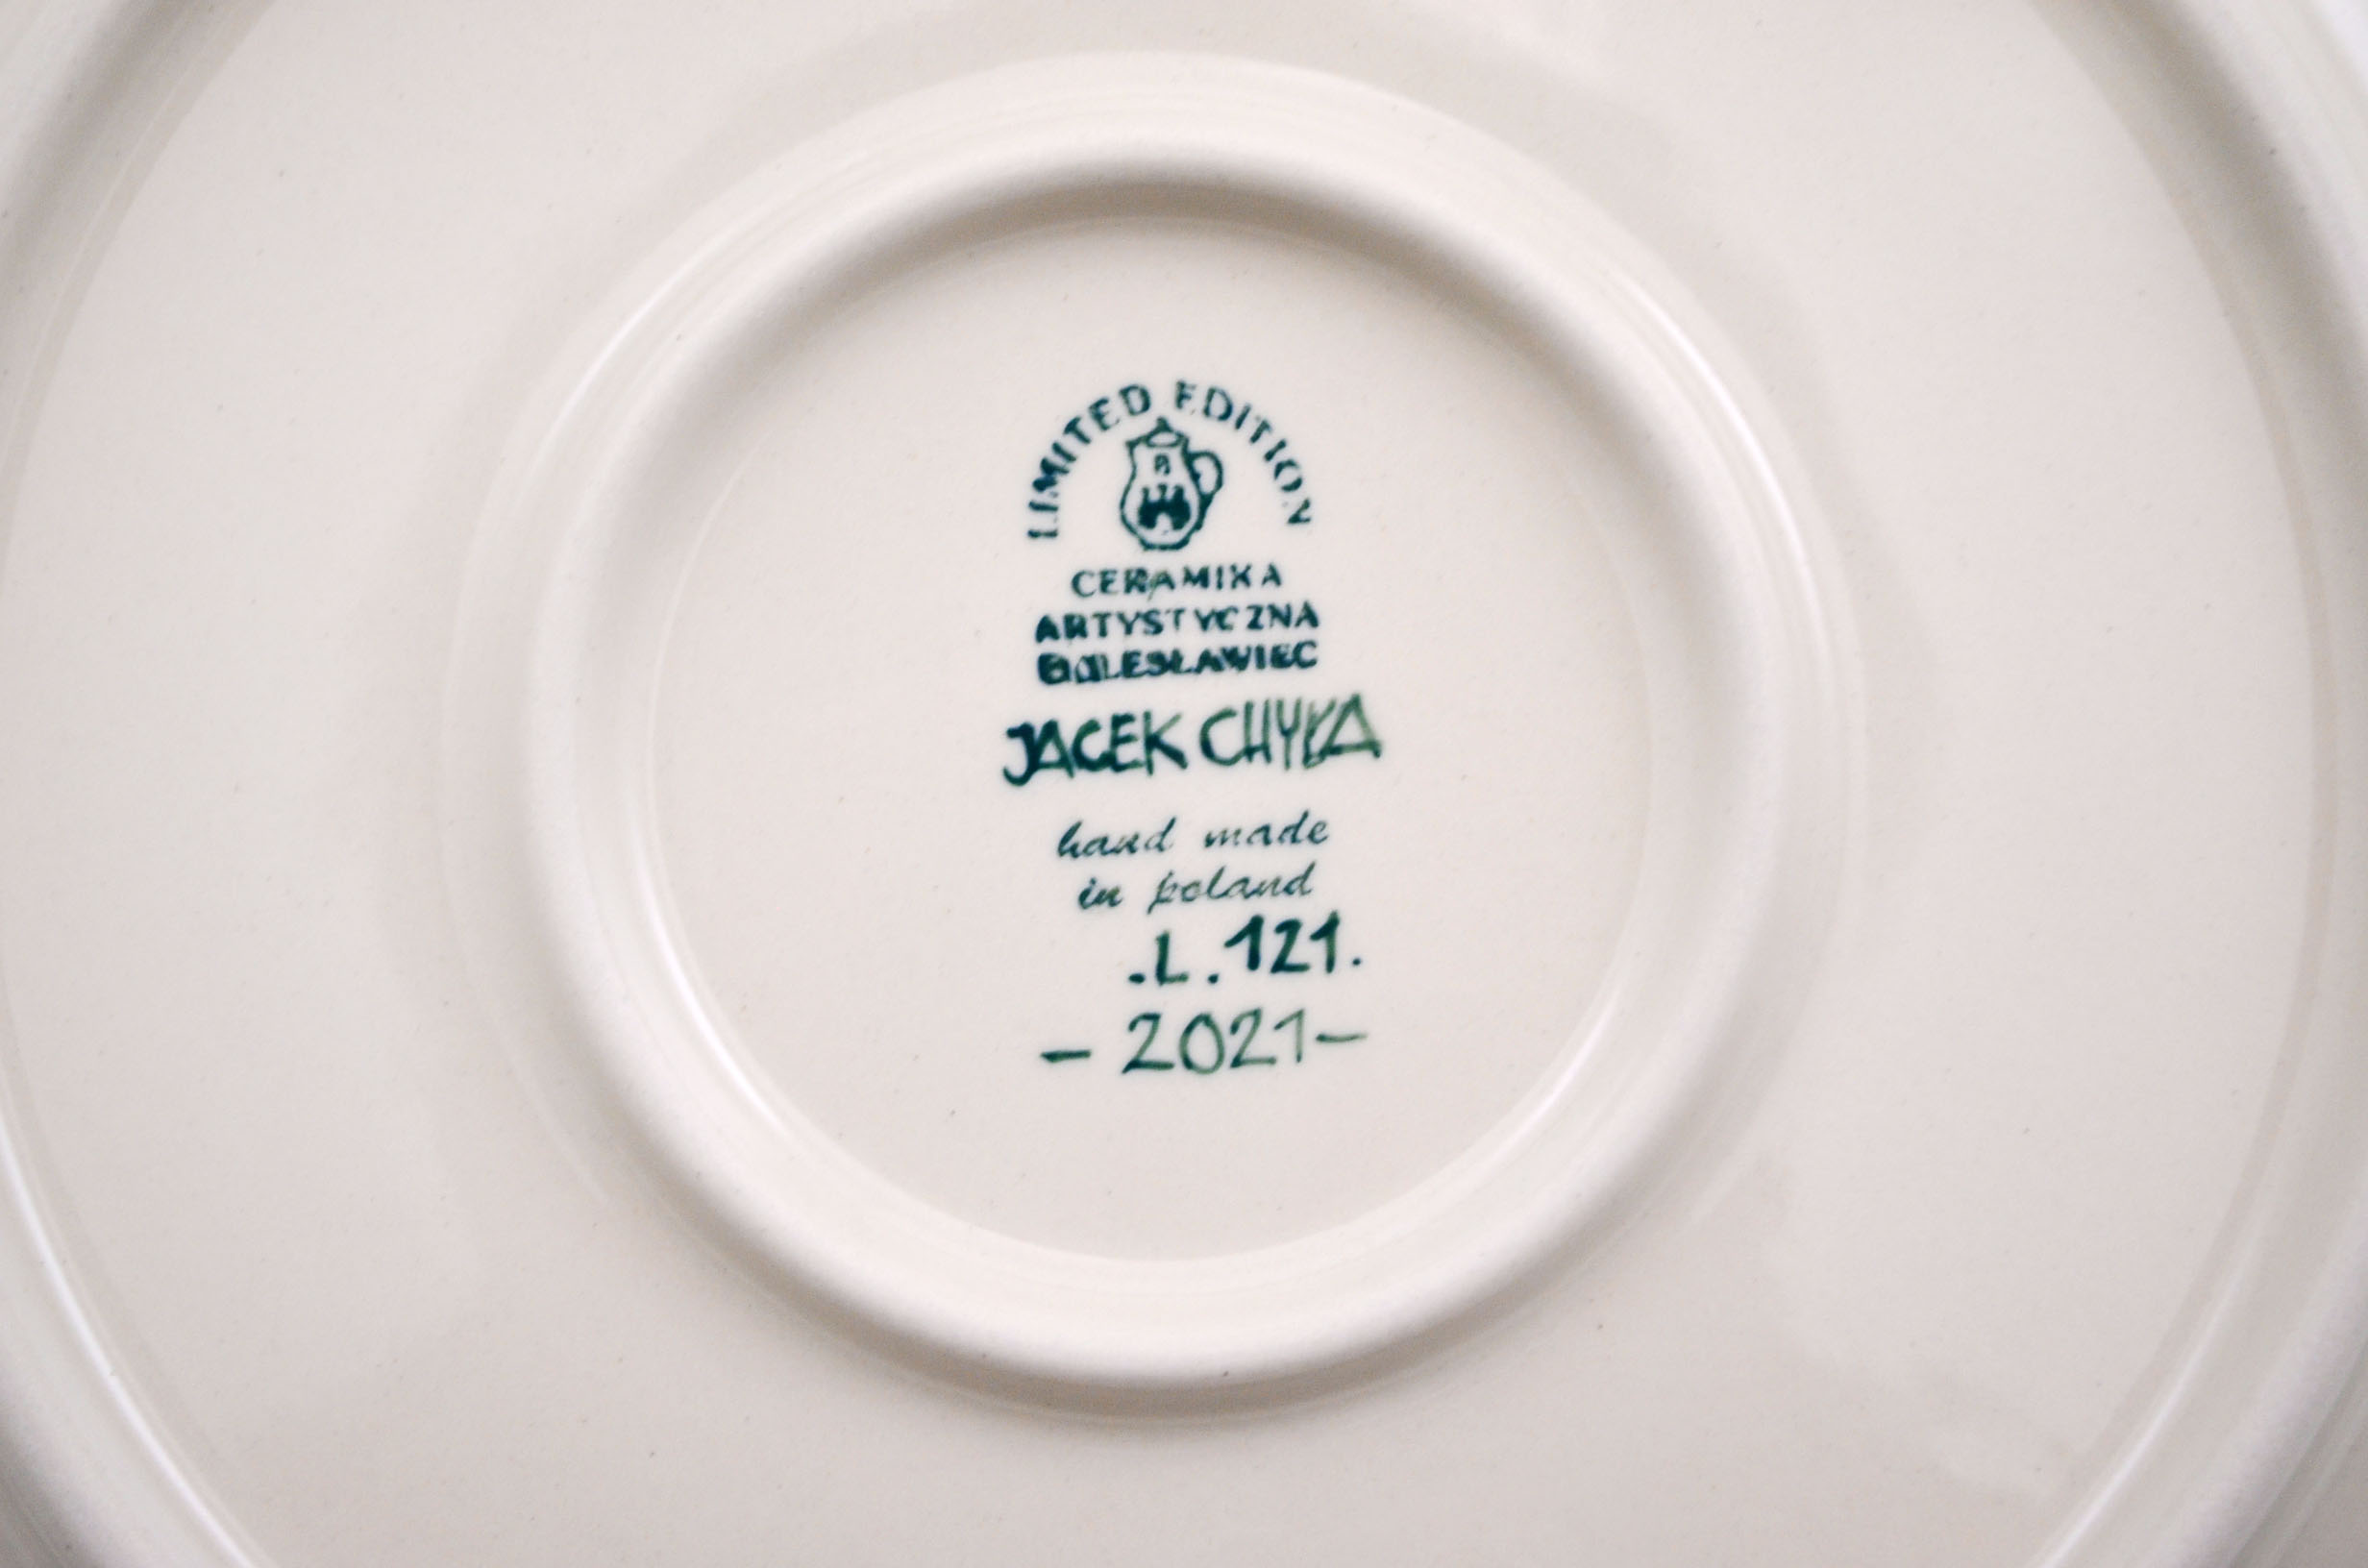 LIMITED EDITION
B
CERAMIKA
ARTYSTYCZNA
BOLESŁAWIEC
JACEK CHYŁA
hand made
in poland
.L.121.
- 2021-